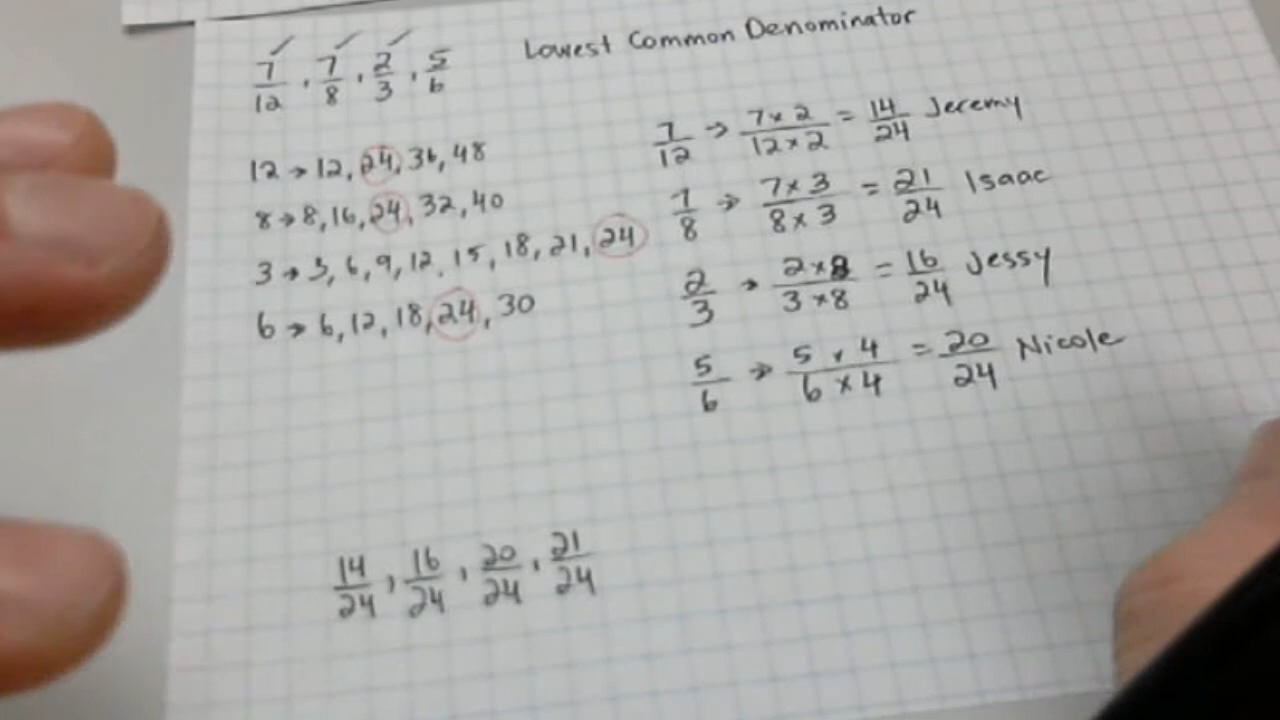 7/12, 7/8, 2/3, 5/6
Lowest Common Denominator
12 → 12, 24, 36, 48
8 → 8, 16, 24, 32, 40
3 → 3, 6, 9, 12, 15, 18, 21, 24
6 → 6, 12, 18, 24, 30
7/12 → 7×2/12×2 = 14/24 Jeremy
7/8 → 7×3/8×3 = 21/24 Isaac
2/3 → 2×8/3×8 = 16/24 Jessy
5/6 → 5×4/6×4 = 20/24 Nicole
14/24, 16/24, 20/24, 21/24